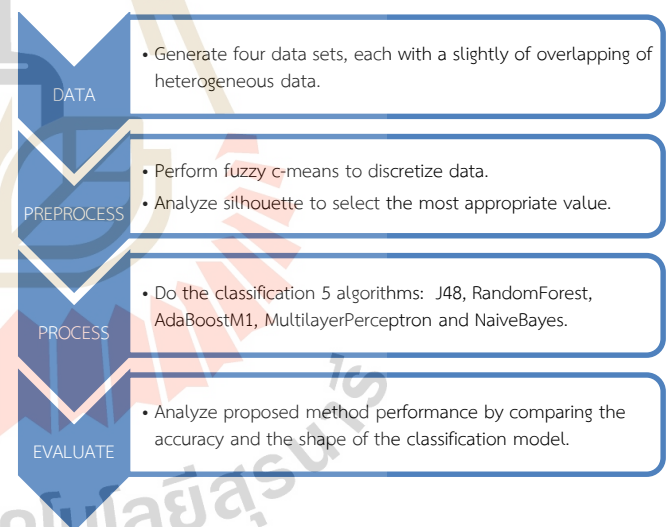 DATA
• Generate four data sets, each with a slightly of overlapping of
heterogeneous data.
PREPROCESS
• Perform fuzzy c-means to discretize data.
• Analyze silhouette to select the most appropriate value.
PROCESS
• Do the classification 5 algorithms: J48, RandomForest,
AdaBoostM1, MultilayerPerceptron and NaiveBayes.
EVALUATE
• Analyze proposed method performance by comparing the
accuracy and the shape of the classification model.